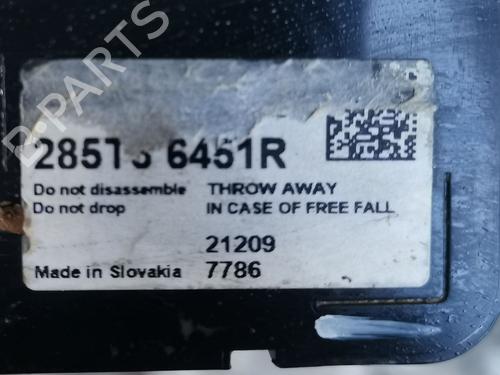 B-PARTS
6451R
Do not disassemble THROW AWAY
Do not drop IN CASE OF FREE FALL
21209
Made in Slovakia 7786